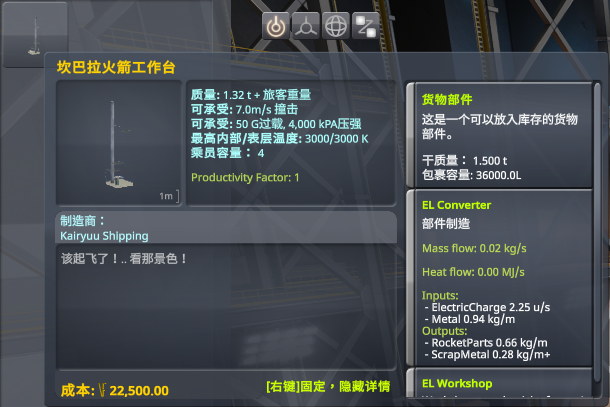 坎巴拉火箭工作台
质量: 1.32 t + 旅客重量
可承受: 7.0m/s 撞击
可承受: 50 G过载, 4,000 kPA压强
最高内部/表层温度: 3000/3000 K
乘员容量： 4
Productivity Factor: 1
1m
制造商：
Kairyuu Shipping
该起飞了！.. 看那景色！
成本: 22,500.00
[右键]固定，隐藏详情
货物部件
这是一个可以放入库存的货物
部件。
干质量： 1.500 t
包裹容量: 36000.0L
EL Converter
部件制造
Mass flow: 0.02 kg/s
Heat flow: 0.00 MJ/s
Inputs:
- ElectricCharge 2.25 u/s
- Metal 0.94 kg/m
Outputs:
- RocketParts 0.66 kg/m
- ScrapMetal 0.28 kg/m+
EL Workshop